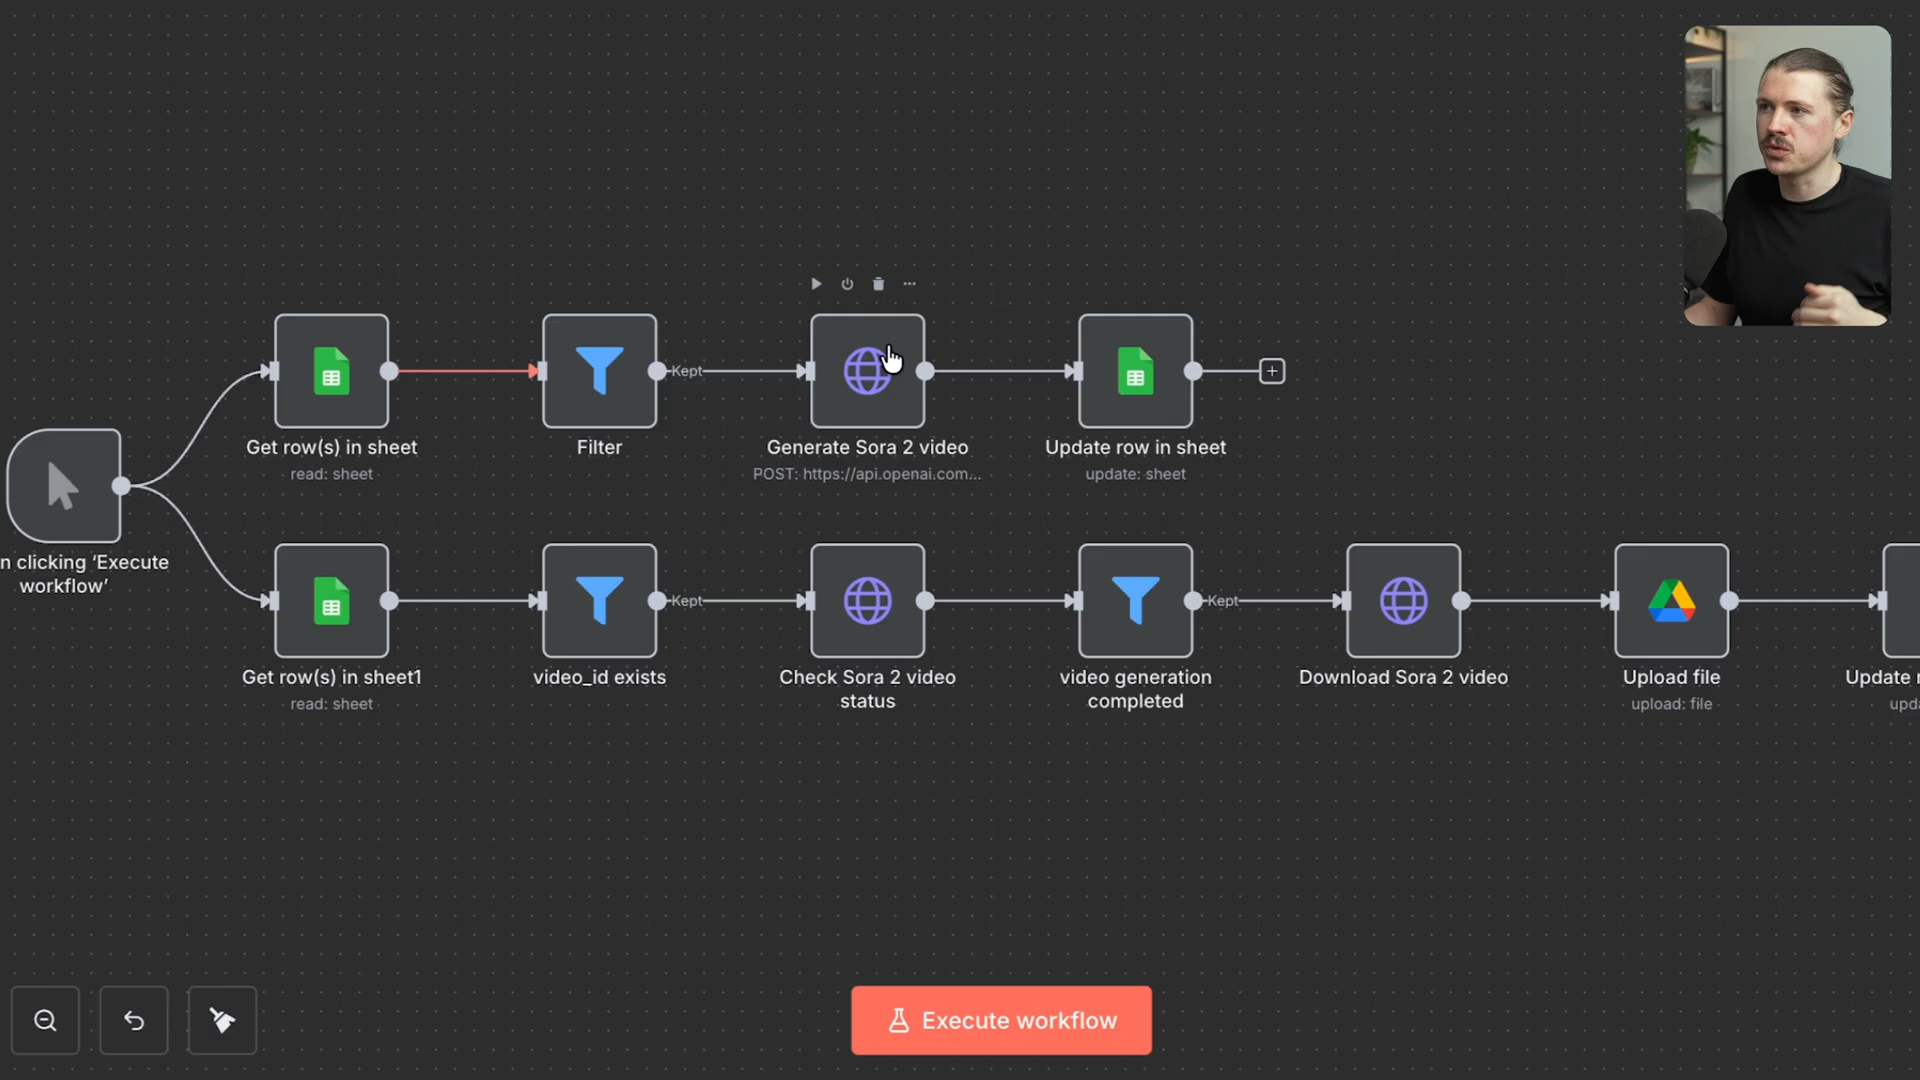 Kept
Get row(s) in sheet
read: sheet
Filter
Generate Sora 2 video
POST: https://api.openai.com...
Update row in sheet
update: sheet
n clicking ‘Execute
workflow’
Kept
Kept
Get row(s) in sheet1
read: sheet
video_id exists
Check Sora 2 video
status
video generation
completed
Download Sora 2 video
Upload file
upload: file
Update r
upda
Execute workflow